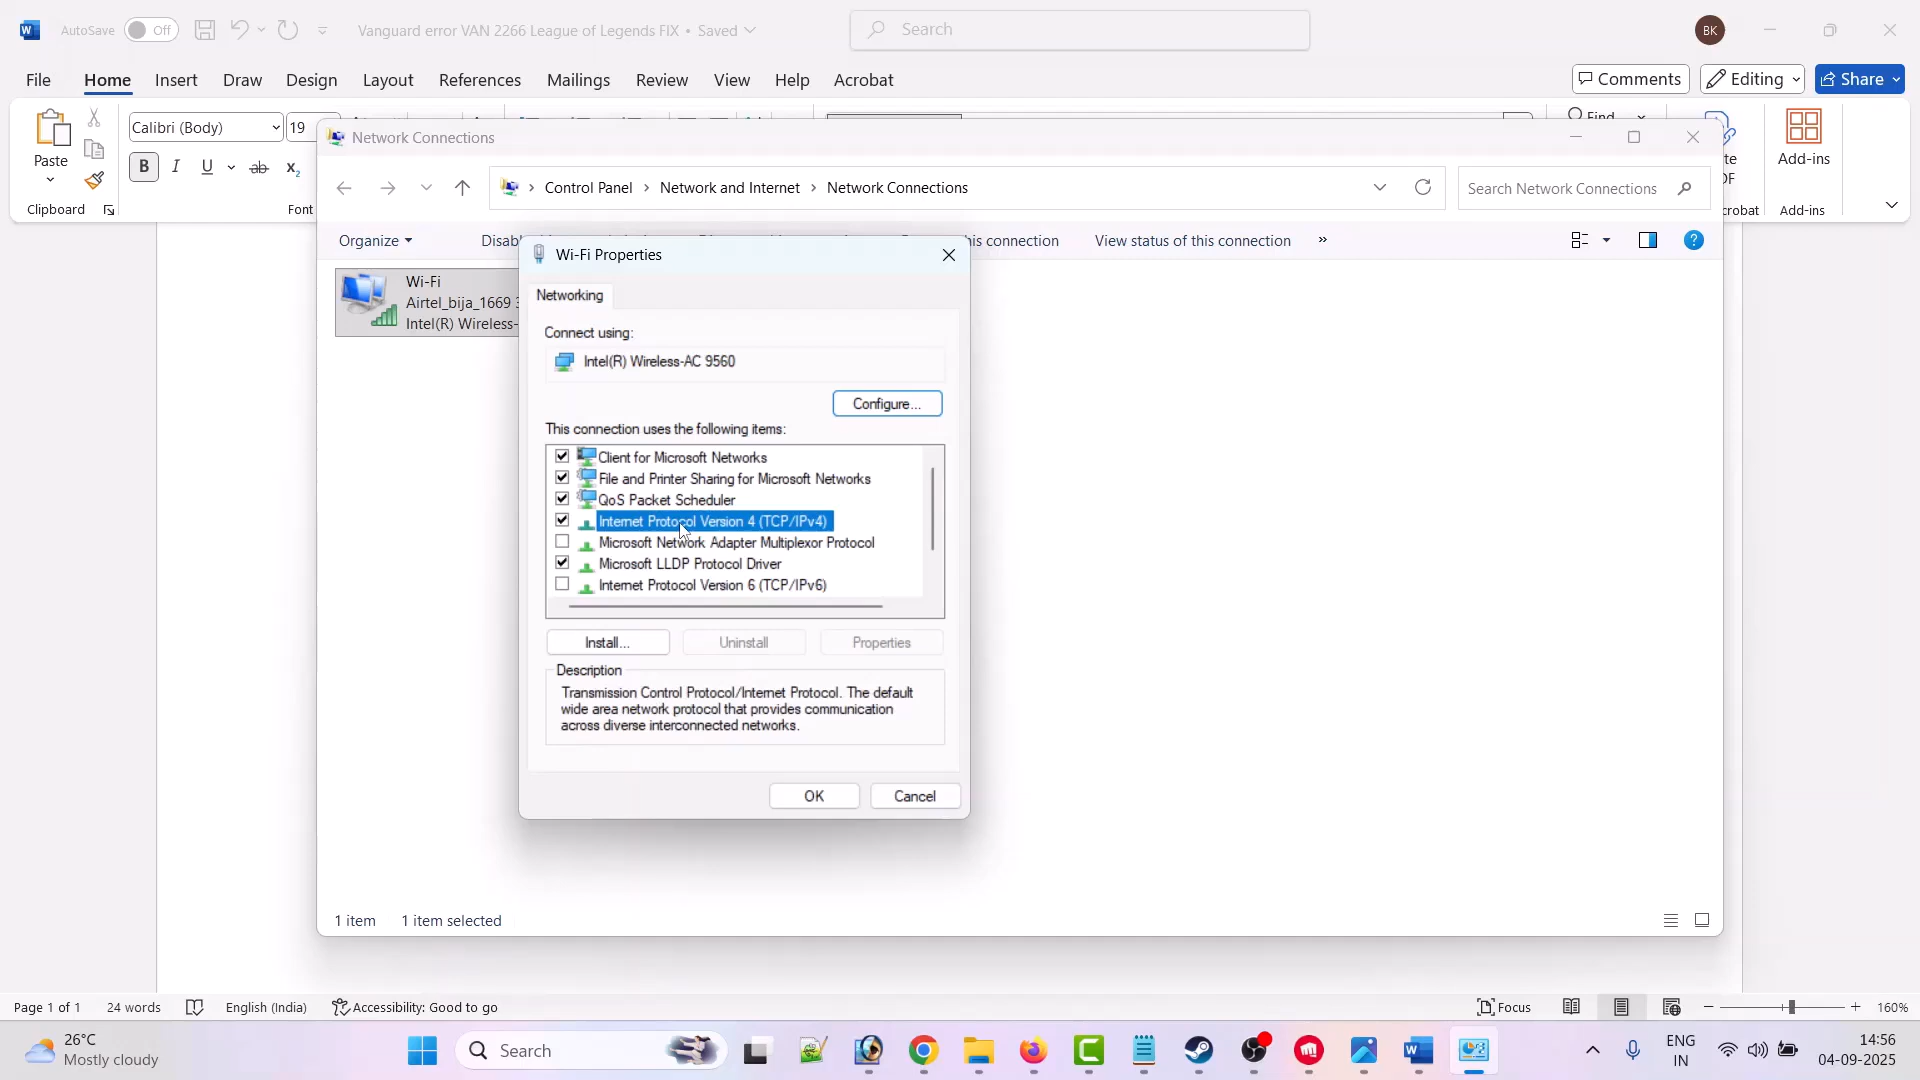 AutoSave Off Vanguard error VAN 2266 League of Legends FIX • Saved Search BK
File Home Insert Draw Design Layout References Mailings Review View Help Acrobat Comments Editing Share
Paste
Clipboard
Calibri (Body) 19
B I U ab x₂
Font
Find
Add-ins
Add-ins
Network Connections
Control Panel › Network and Internet › Network Connections
Search Network Connections
Organize
View status of this connection »
Wi-Fi
Airtel_bija_1669
Intel(R) Wireless-
Wi-Fi Properties
Networking
Connect using:
Intel(R) Wireless-AC 9560
Configure...
This connection uses the following items:
Client for Microsoft Networks
File and Printer Sharing for Microsoft Networks
QoS Packet Scheduler
Internet Protocol Version 4 (TCP/IPv4)
Microsoft Network Adapter Multiplexor Protocol
Microsoft LLDP Protocol Driver
Internet Protocol Version 6 (TCP/IPv6)
Install... Uninstall Properties
Description
Transmission Control Protocol/Internet Protocol. The default
wide area network protocol that provides communication
across diverse interconnected networks.
OK Cancel
1 item 1 item selected
Page 1 of 1 24 words English (India) Accessibility: Good to go Focus 160%
26°C
Mostly cloudy
Search
ENG
IN
14:56
04-09-2025